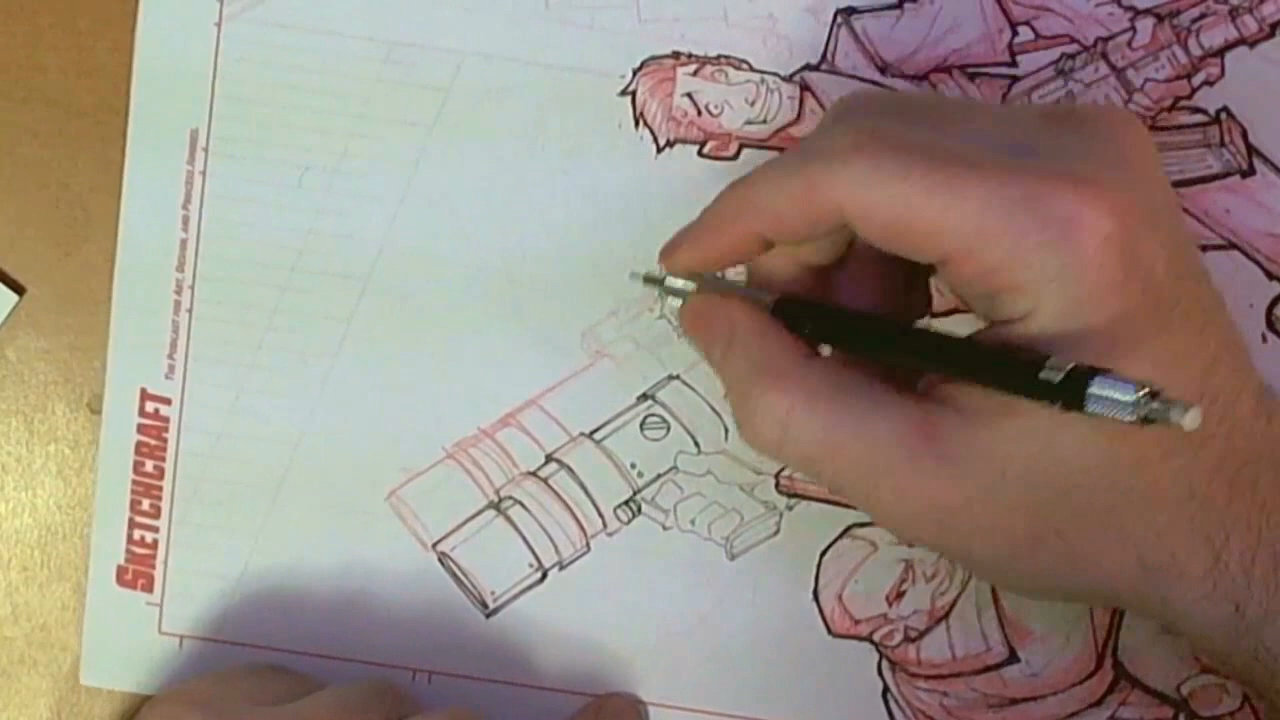 SKETCHCRAFT
THE PODCAST FOR ART, DESIGN, AND PROCESS JUNKIES.